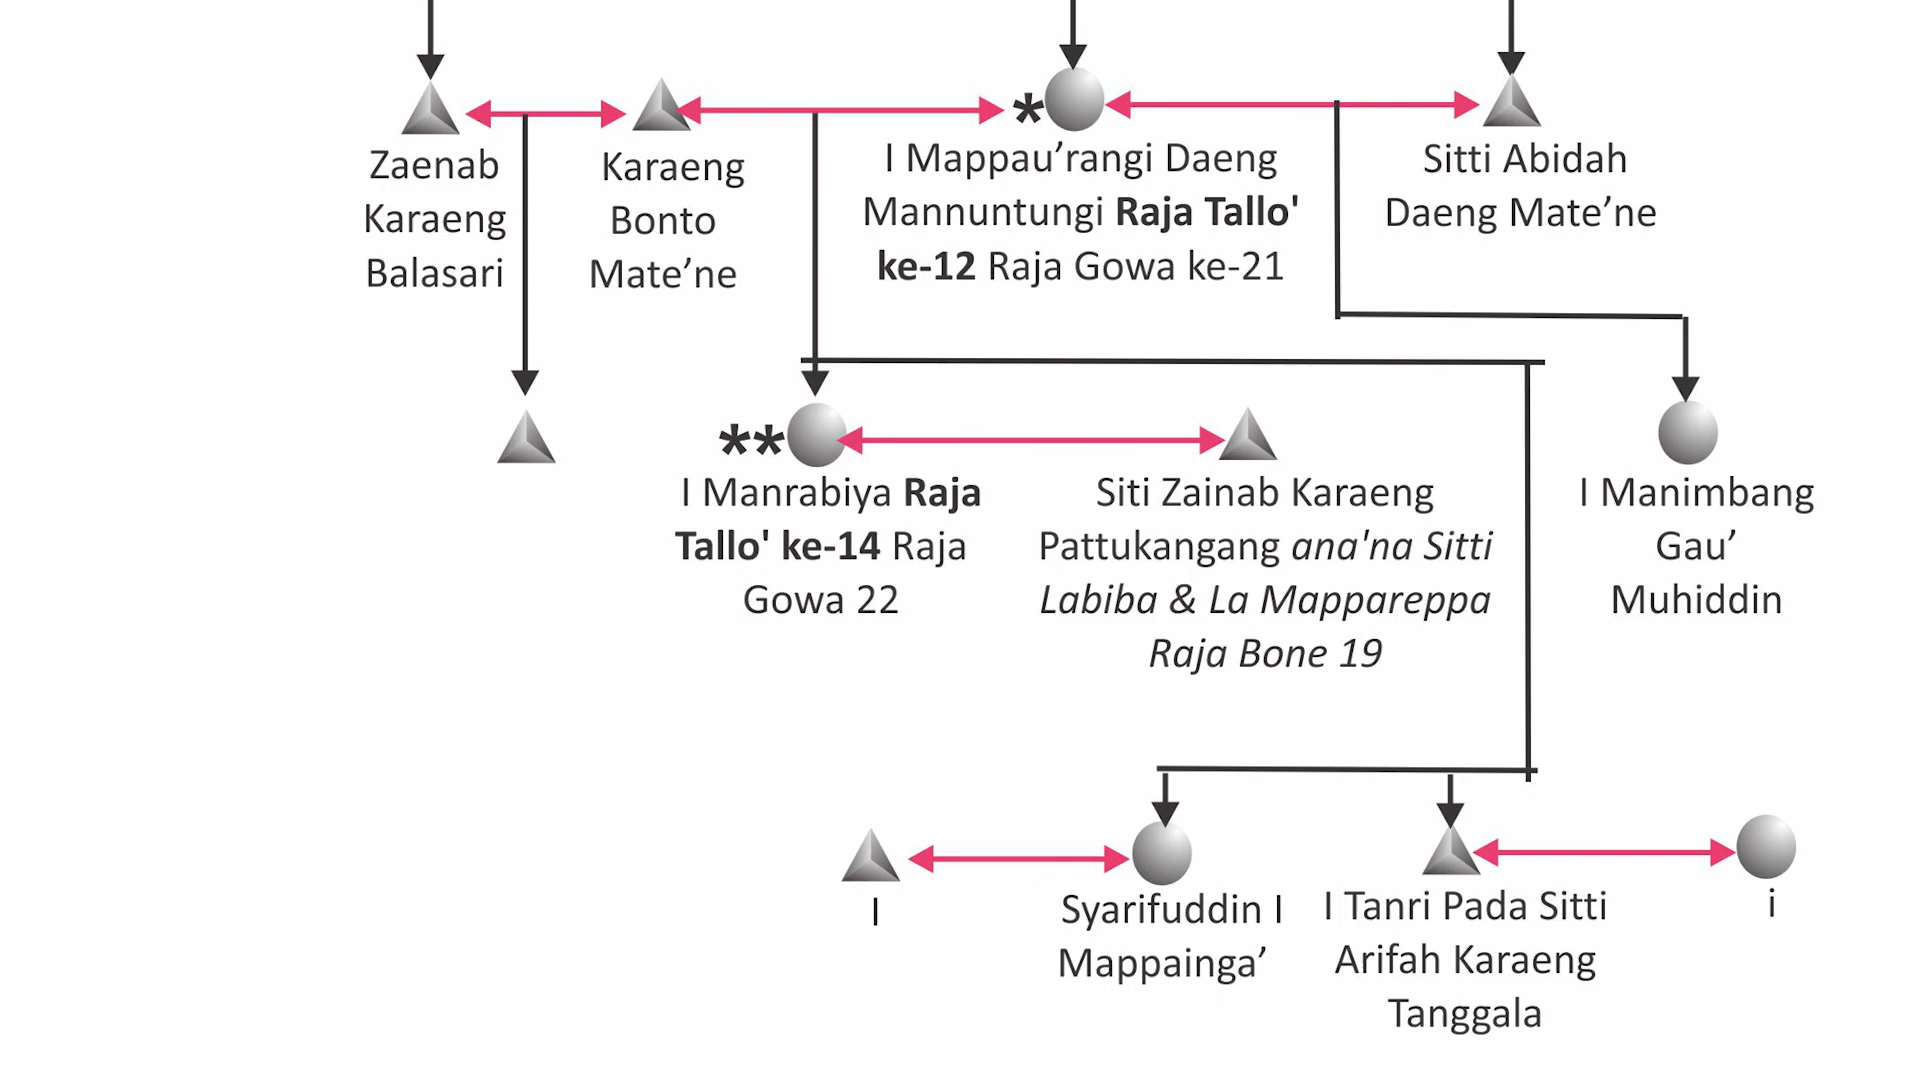 Zaenab
Karaeng
Balasari
Karaeng
Bonto
Mate’ne
*
I Mappau’rangi Daeng
Mannuntungi Raja Tallo'
ke-12 Raja Gowa ke-21
Sitti Abidah
Daeng Mate’ne
**
I Manrabiya Raja
Tallo' ke-14 Raja
Gowa 22
Siti Zainab Karaeng
Pattukangang ana'na Sitti
Labiba & La Mappareppa
Raja Bone 19
I Manimbang
Gau’
Muhiddin
I
Syarifuddin I
Mappainga’
I Tanri Pada Sitti
Arifah Karaeng
Tanggala
i